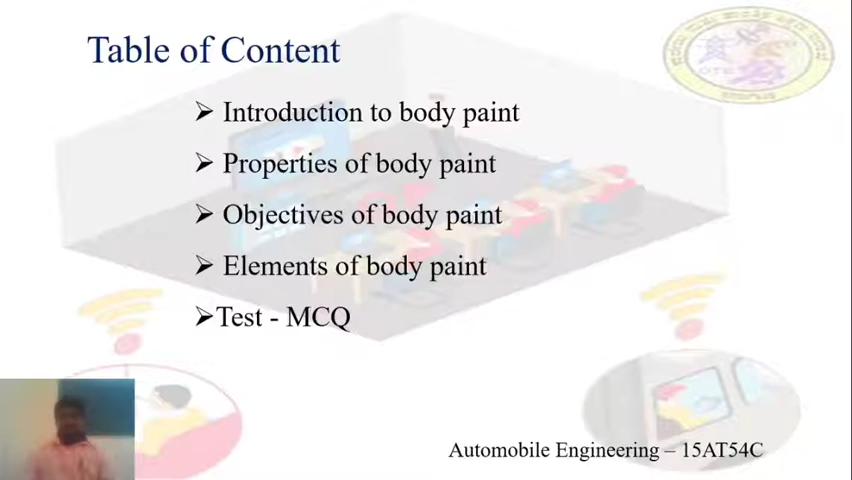 Table of Content
➢ Introduction to body paint
➢ Properties of body paint
➢ Objectives of body paint
➢ Elements of body paint
➢Test - MCQ
Automobile Engineering – 15AT54C